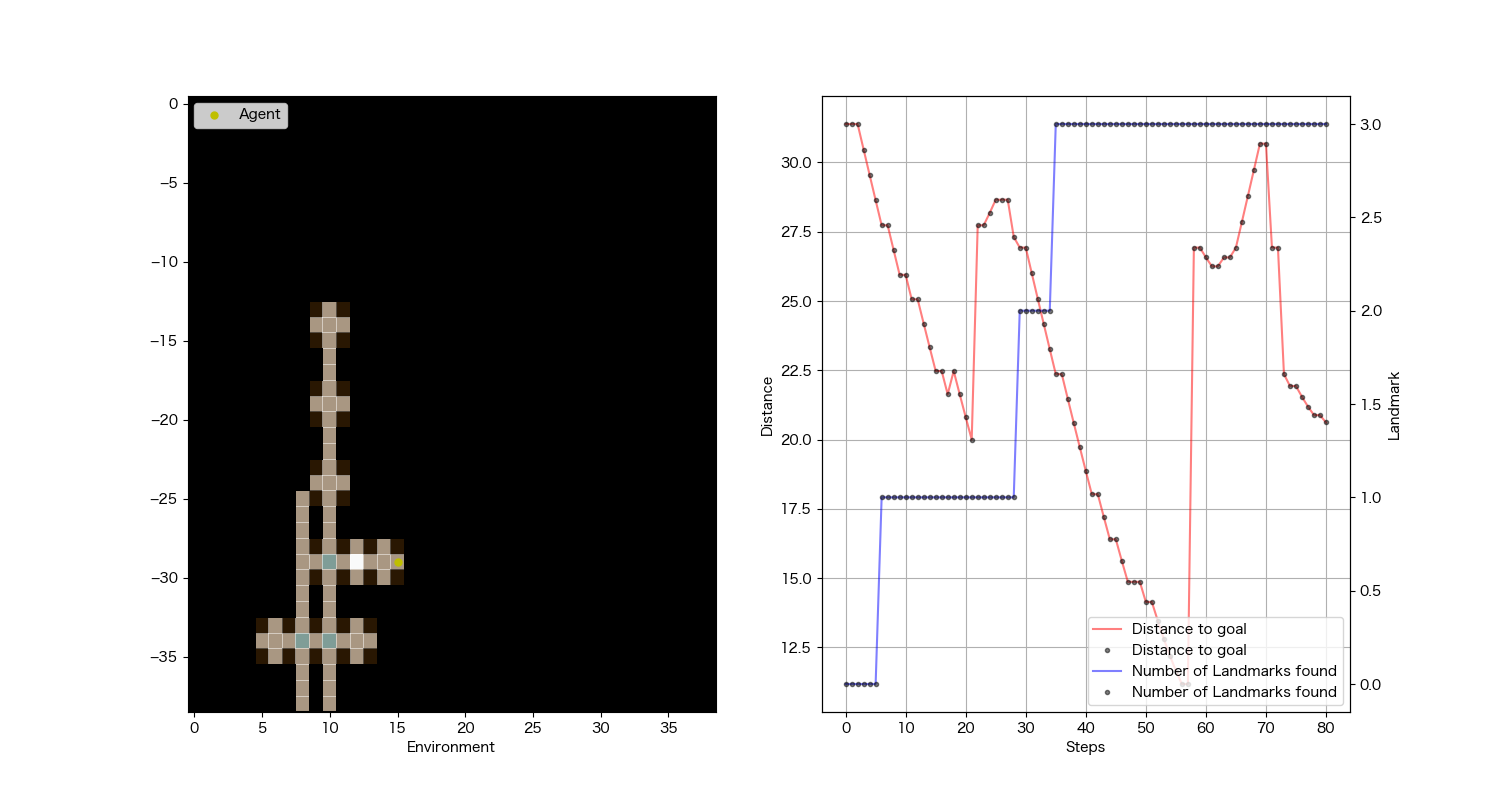 Agent
0
−5
−10
−15
−20
−25
−30
−35
0 5 10 15 20 25 30 35
Environment
30.0
27.5
25.0
22.5
20.0
17.5
15.0
12.5
Distance
Distance to goal
Distance to goal
Number of Landmarks found
Number of Landmarks found
0 10 20 30 40 50 60 70 80
Steps
3.0
2.5
2.0
1.5
1.0
0.5
0.0
Landmark